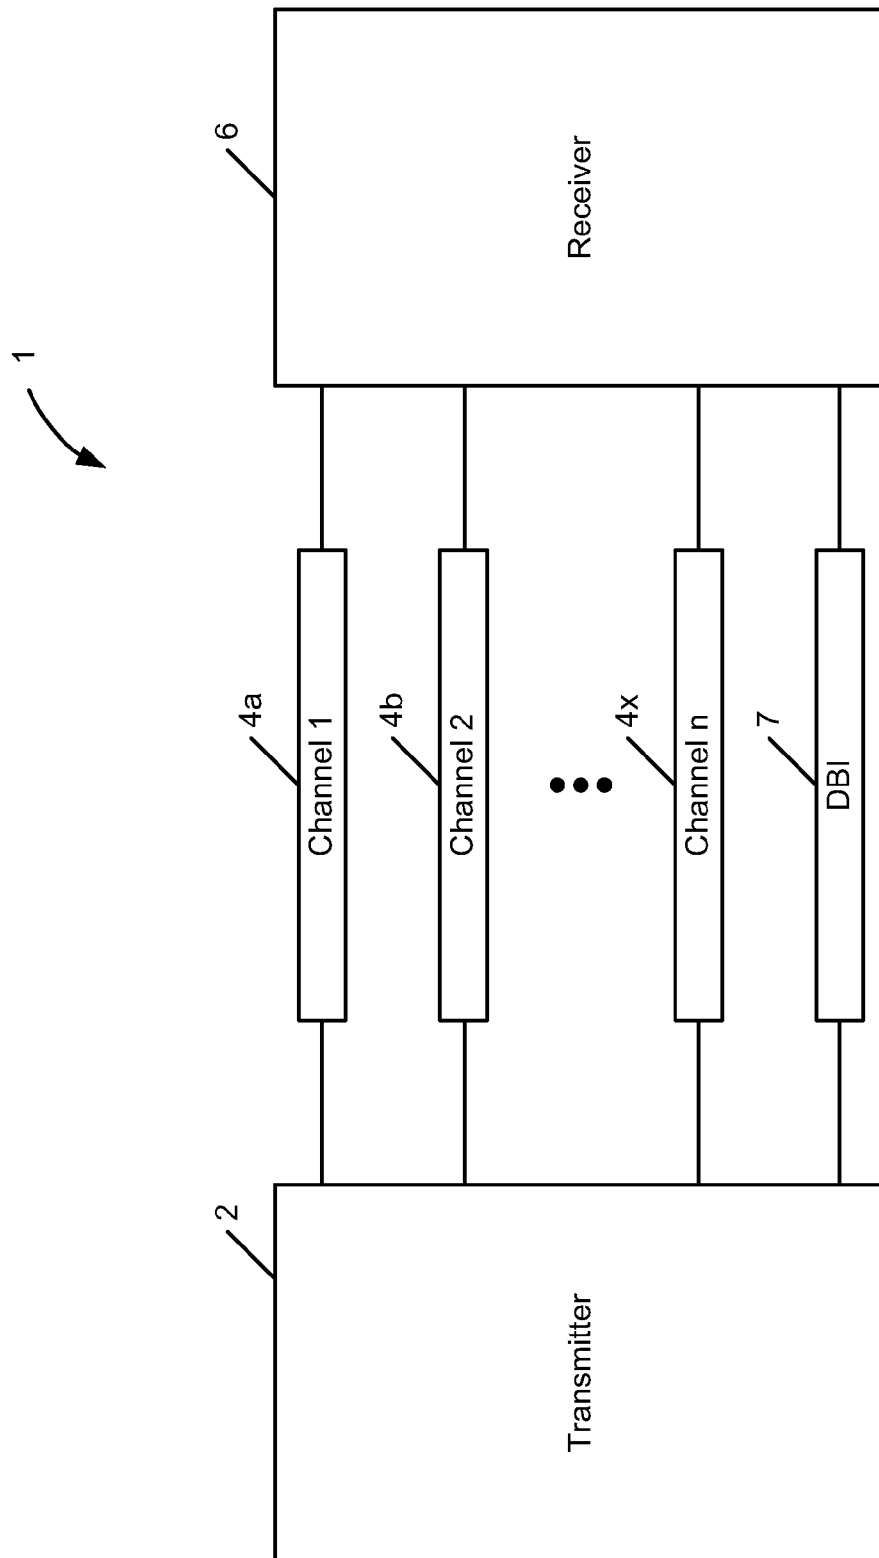 1
2
Transmitter
4a
Channel 1
4b
Channel 2
4x
Channel n
7
DBI
6
Receiver